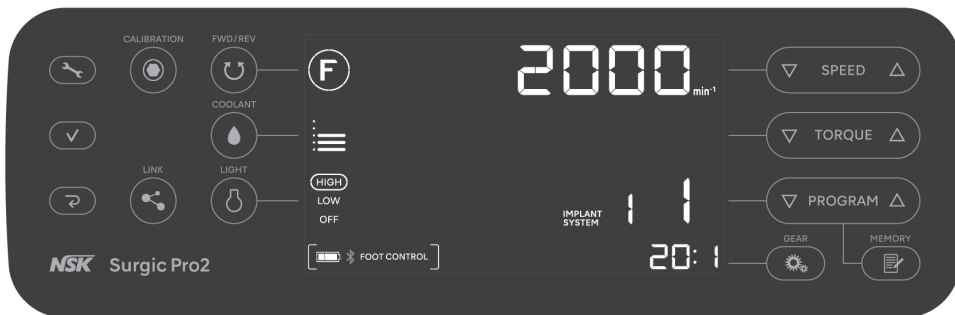 CALIBRATION
FWD/REV
F
2000 min-1
SPEED
COOLANT
TORQUE
LINK
LIGHT
HIGH
LOW
OFF
IMPLANT
SYSTEM
1 1
PROGRAM
GEAR
MEMORY
NSK Surgic Pro2
FOOT CONTROL
20:1